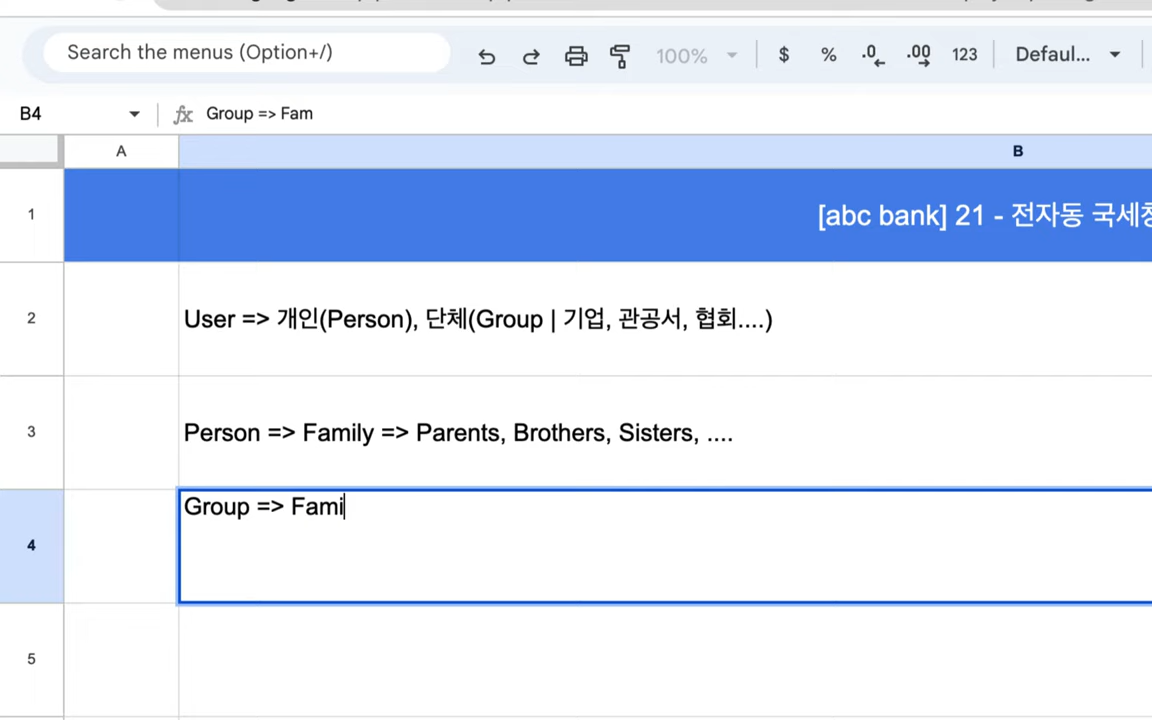 Search the menus (Option+/)
100%
$ % .0 .00 123
Defaul...
B4
fx Group => Fam
A B
1 [abc bank] 21 - 전자동 국세청
2 User => 개인(Person), 단체(Group | 기업, 관공서, 협회....)
3 Person => Family => Parents, Brothers, Sisters, ....
4 Group => Fami
5